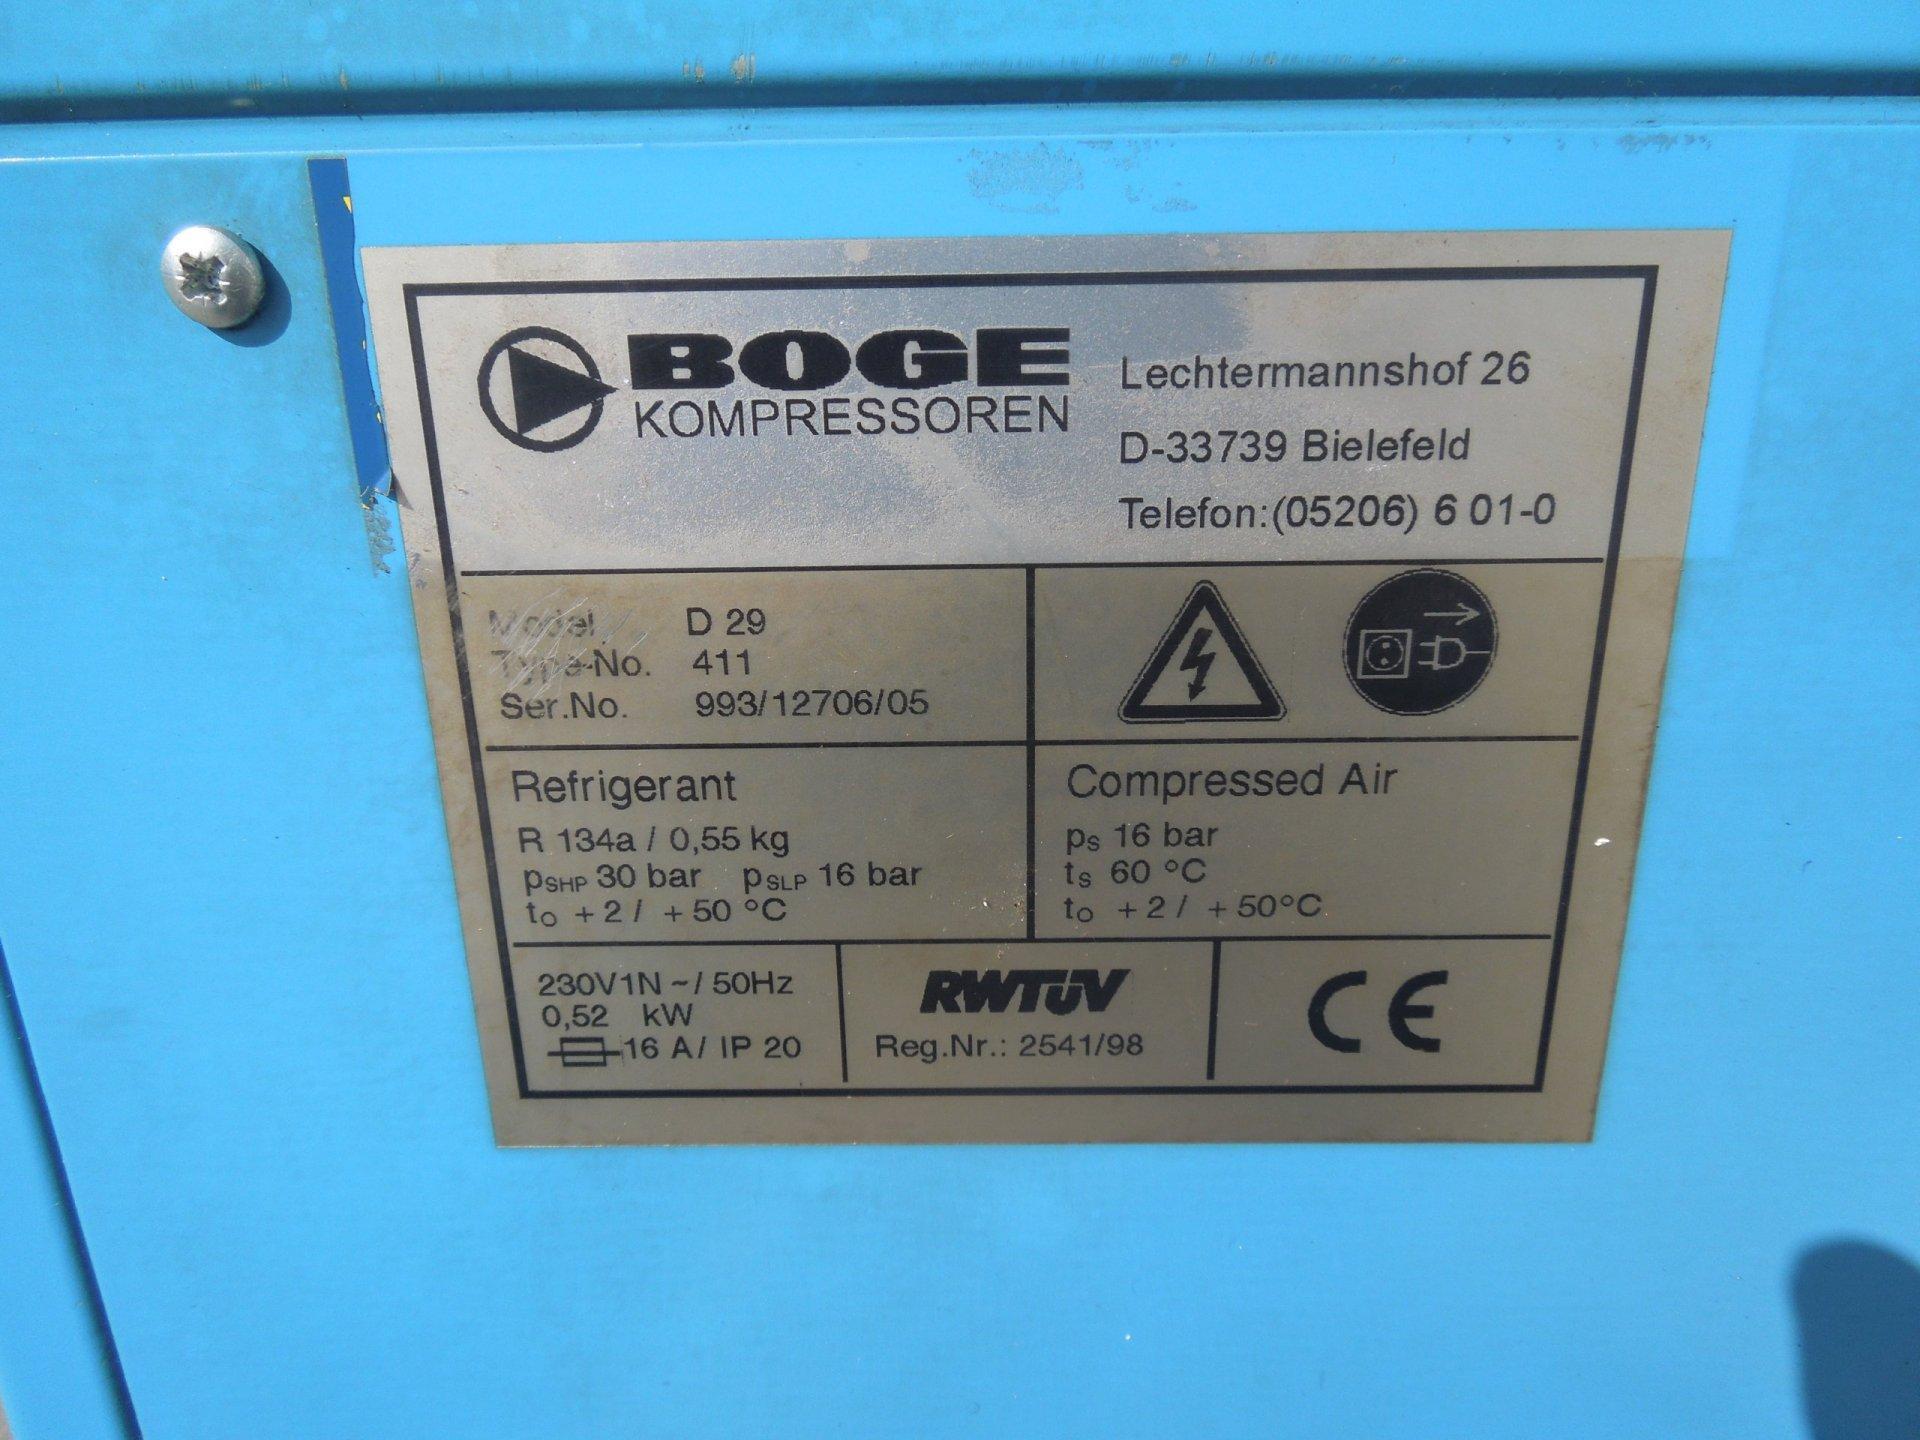 BOGE
KOMPRESSOREN
Lechtermannshof 26
D-33739 Bielefeld
Telefon:(05206) 6 01-0
Model D 29
Type-No. 411
Ser.No. 993/12706/05
Refrigerant
R 134a / 0,55 kg
pSHP 30 bar pSLP 16 bar
to +2 / +50 °C
Compressed Air
ps 16 bar
ts 60 °C
to +2 / +50°C
230V1N ~/ 50Hz
0,52 kW
16 A/ IP 20
RWTÜV
Reg.Nr.: 2541/98
CE